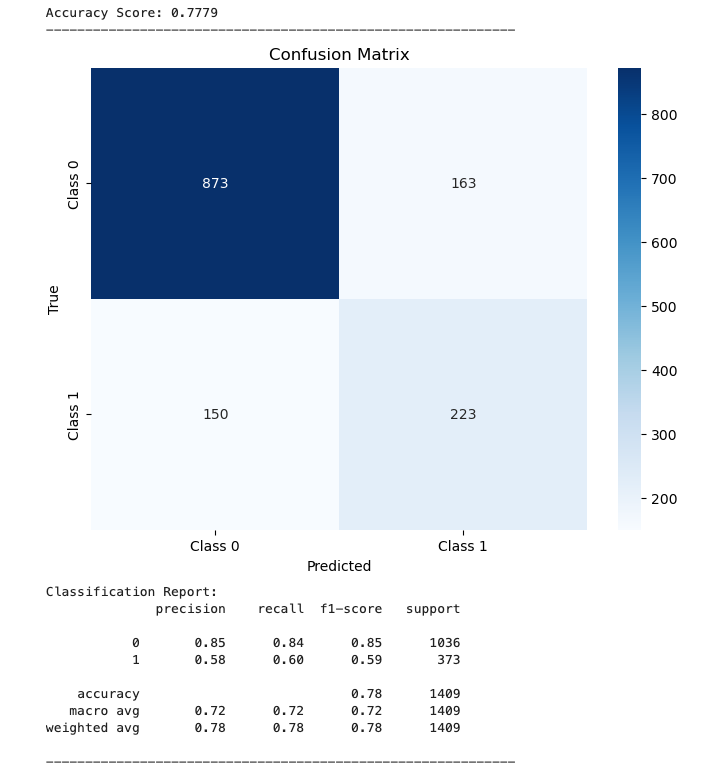 Accuracy Score: 0.7779
------------------------------------------------------------
Confusion Matrix
800
Class 0
873
163
700
600
True
500
400
Class 1
150
223
300
200
Class 0
Class 1
Predicted
Classification Report:
precision recall f1-score support
0 0.85 0.84 0.85 1036
1 0.58 0.60 0.59 373
accuracy 0.78 1409
macro avg 0.72 0.72 0.72 1409
weighted avg 0.78 0.78 0.78 1409
------------------------------------------------------------